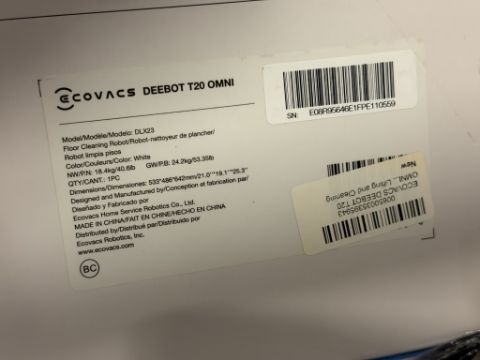 ECOVACS DEEBOT T20 OMNI
Model/Modèle/Modelo: DLX23
Floor Cleaning Robot/Robot-nettoyeur de plancher/
Robot limpia pisos
Color/Couleur/Color: White
NW/P.N: 18.4kg/40.6lb GW/P.B: 24.2kg/53.35lb
QTY/CANT.: 1PC
Dimensions/Dimensiones: 533*486*642mm/21.0"*19.1"*25.3"
Designed and Manufactured by/Conception et fabrication par/
Diseñado y Fabricado por
Ecovacs Home Service Robotics Co., Ltd.
MADE IN CHINA/FAIT EN CHINE/HECHO EN CHINA
Distributed by/Distribué par/Distribuido por
Ecovacs Robotics, Inc.
www.ecovacs.com
BC
SN: E08R95646E1FPE110559
ECOVACS DEEBOT T20
OMNI... Lifting and Cleaning
New